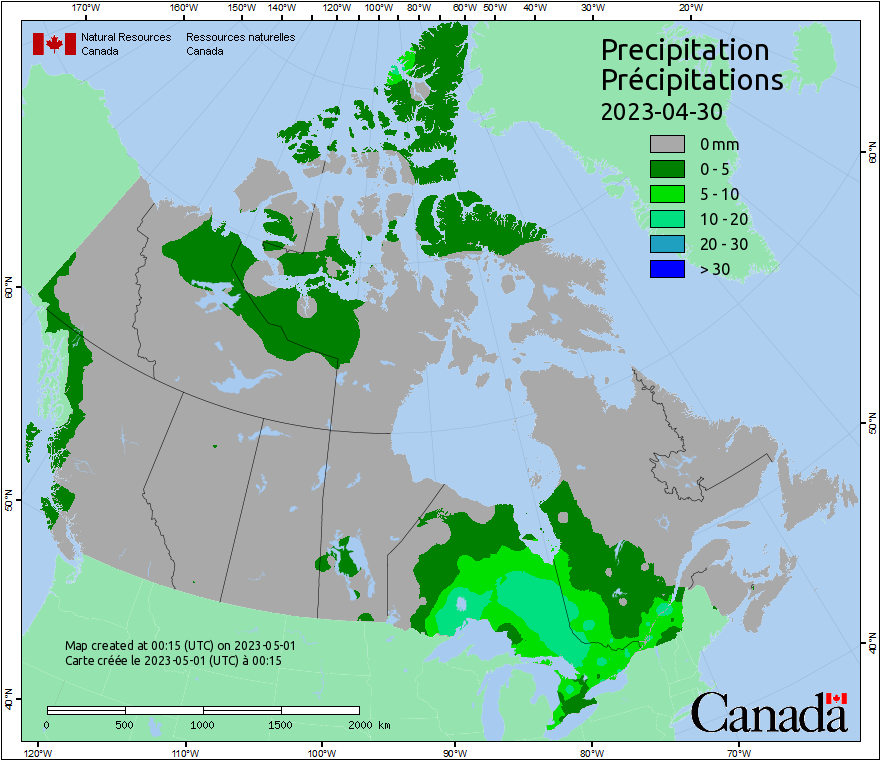 170°W 160°W 150°W 140°W 120°W 100°W 80°W 60°W 50°W 40°W 30°W 20°W
Natural Resources Ressources naturelles
Canada Canada
Precipitation
Précipitations
2023-04-30
0 mm
0 - 5
5 - 10
10 - 20
20 - 30
> 30
60°N
60°N
50°N
50°N
40°N
40°N
Map created at 00:15 (UTC) on 2023-05-01
Carte créée le 2023-05-01 (UTC) à 00:15
0 500 1000 1500 2000 km
Canada
120°W 110°W 100°W 90°W 80°W 70°W